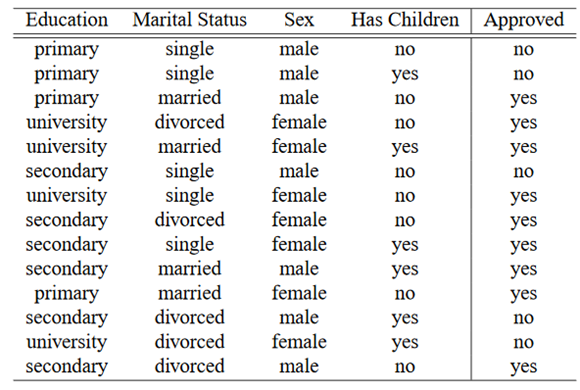 Education Marital Status Sex Has Children Approved
primary single male no no
primary single male yes no
primary married male no yes
university divorced female no yes
university married female yes yes
secondary single male no no
university single female no yes
secondary divorced female no yes
secondary single female yes yes
secondary married male yes yes
primary married female no yes
secondary divorced male yes no
university divorced female yes no
secondary divorced male no yes